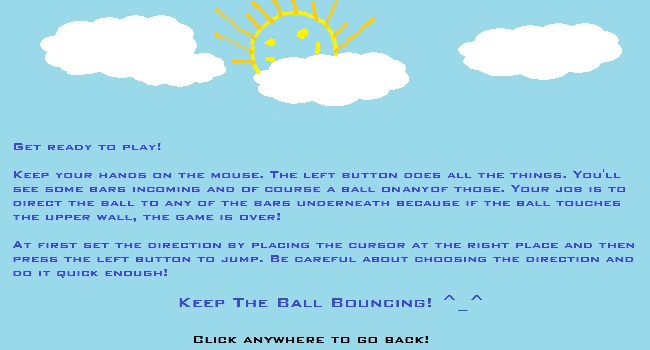 Get ready to play!
Keep your hands on the mouse. The left button does all the things. You'll
see some bars incoming and of course a ball onanyof those. Your job is to
direct the ball to any of the bars underneath because if the ball touches
the upper wall, the game is over!
At first set the direction by placing the cursor at the right place and then
press the left button to jump. Be careful about choosing the direction and
do it quick enough!
Keep The Ball Bouncing! ^_^
Click anywhere to go back!